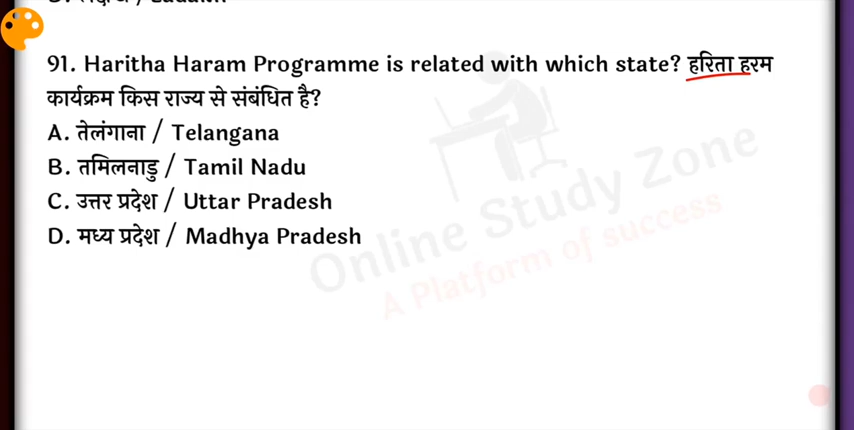 91. Haritha Haram Programme is related with which state? हरिता हरम
कार्यक्रम किस राज्य से संबंधित है?
A. तेलंगाना / Telangana
B. तमिलनाडु / Tamil Nadu
C. उत्तर प्रदेश / Uttar Pradesh
D. मध्य प्रदेश / Madhya Pradesh
Online Study Zone
A Platform of success